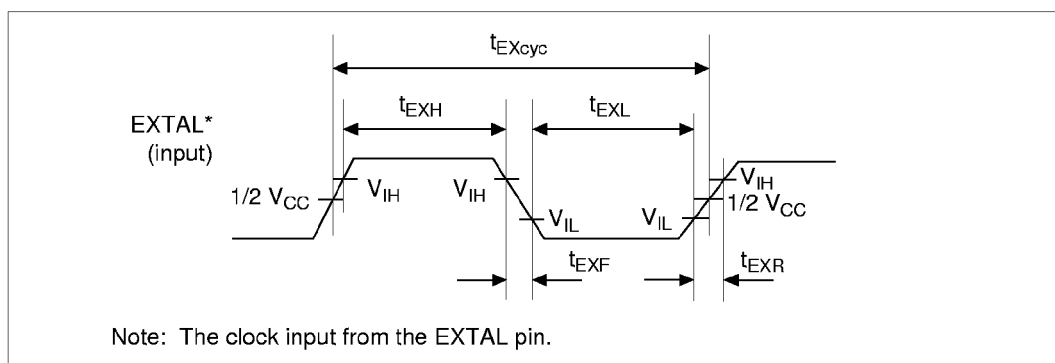 tEXcyc
tEXH
tEXL
EXTAL*
(input)
1/2 VCC
VIH
VIH
VIL
VIL
VIH
1/2 VCC
tEXF
tEXR
Note: The clock input from the EXTAL pin.